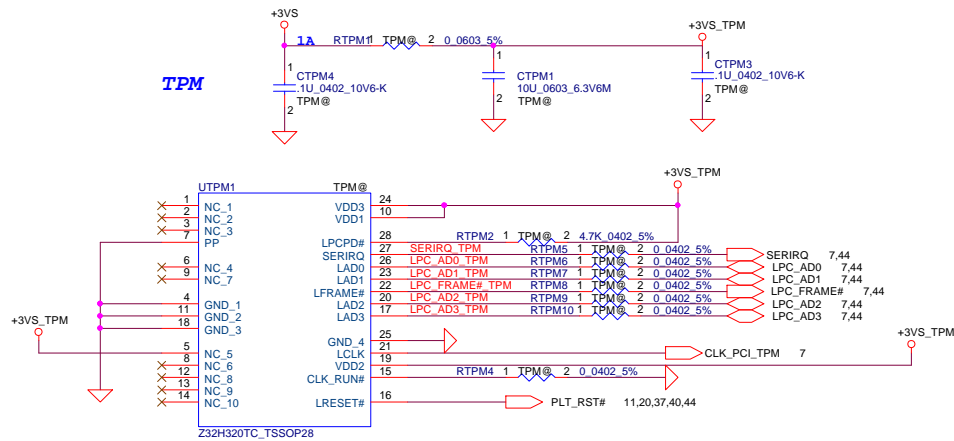 +3VS
+3VS_TPM
1A RTPM1 1 TPM@ 2 0_0603_5%
TPM
1 CTPM4 .1U_0402_10V6-K TPM@ 2
1 CTPM1 10U_0603_6.3V6M TPM@ 2
1 CTPM3 .1U_0402_10V6-K TPM@ 2
+3VS_TPM
UTPM1 TPM@
1 NC_1
2 NC_2
3 NC_3
7 PP
6 NC_4
9 NC_7
4 GND_1
11 GND_2
18 GND_3
+3VS_TPM
5 NC_5
8 NC_6
12 NC_8
13 NC_9
14 NC_10
VDD3 24
VDD1 10
LPCPD# 28 RTPM2 1 TPM@ 2 4.7K_0402_5%
SERIRQ 27 SERIRQ_TPM RTPM5 1 TPM@ 2 0_0402_5% SERIRQ 7,44
LAD0 26 LPC_AD0_TPM RTPM6 1 TPM@ 2 0_0402_5% LPC_AD0 7,44
LAD1 23 LPC_AD1_TPM RTPM7 1 TPM@ 2 0_0402_5% LPC_AD1 7,44
LFRAME# 22 LPC_FRAME#_TPM RTPM8 1 TPM@ 2 0_0402_5% LPC_FRAME# 7,44
LAD2 20 LPC_AD2_TPM RTPM9 1 TPM@ 2 0_0402_5% LPC_AD2 7,44
LAD3 17 LPC_AD3_TPM RTPM10 1 TPM@ 2 0_0402_5% LPC_AD3 7,44
GND_4 25
LCLK 21 CLK_PCI_TPM 7
VDD2 19 +3VS_TPM
CLK_RUN# 15 RTPM4 1 TPM@ 2 0_0402_5%
LRESET# 16 PLT_RST# 11,20,37,40,44
Z32H320TC_TSSOP28